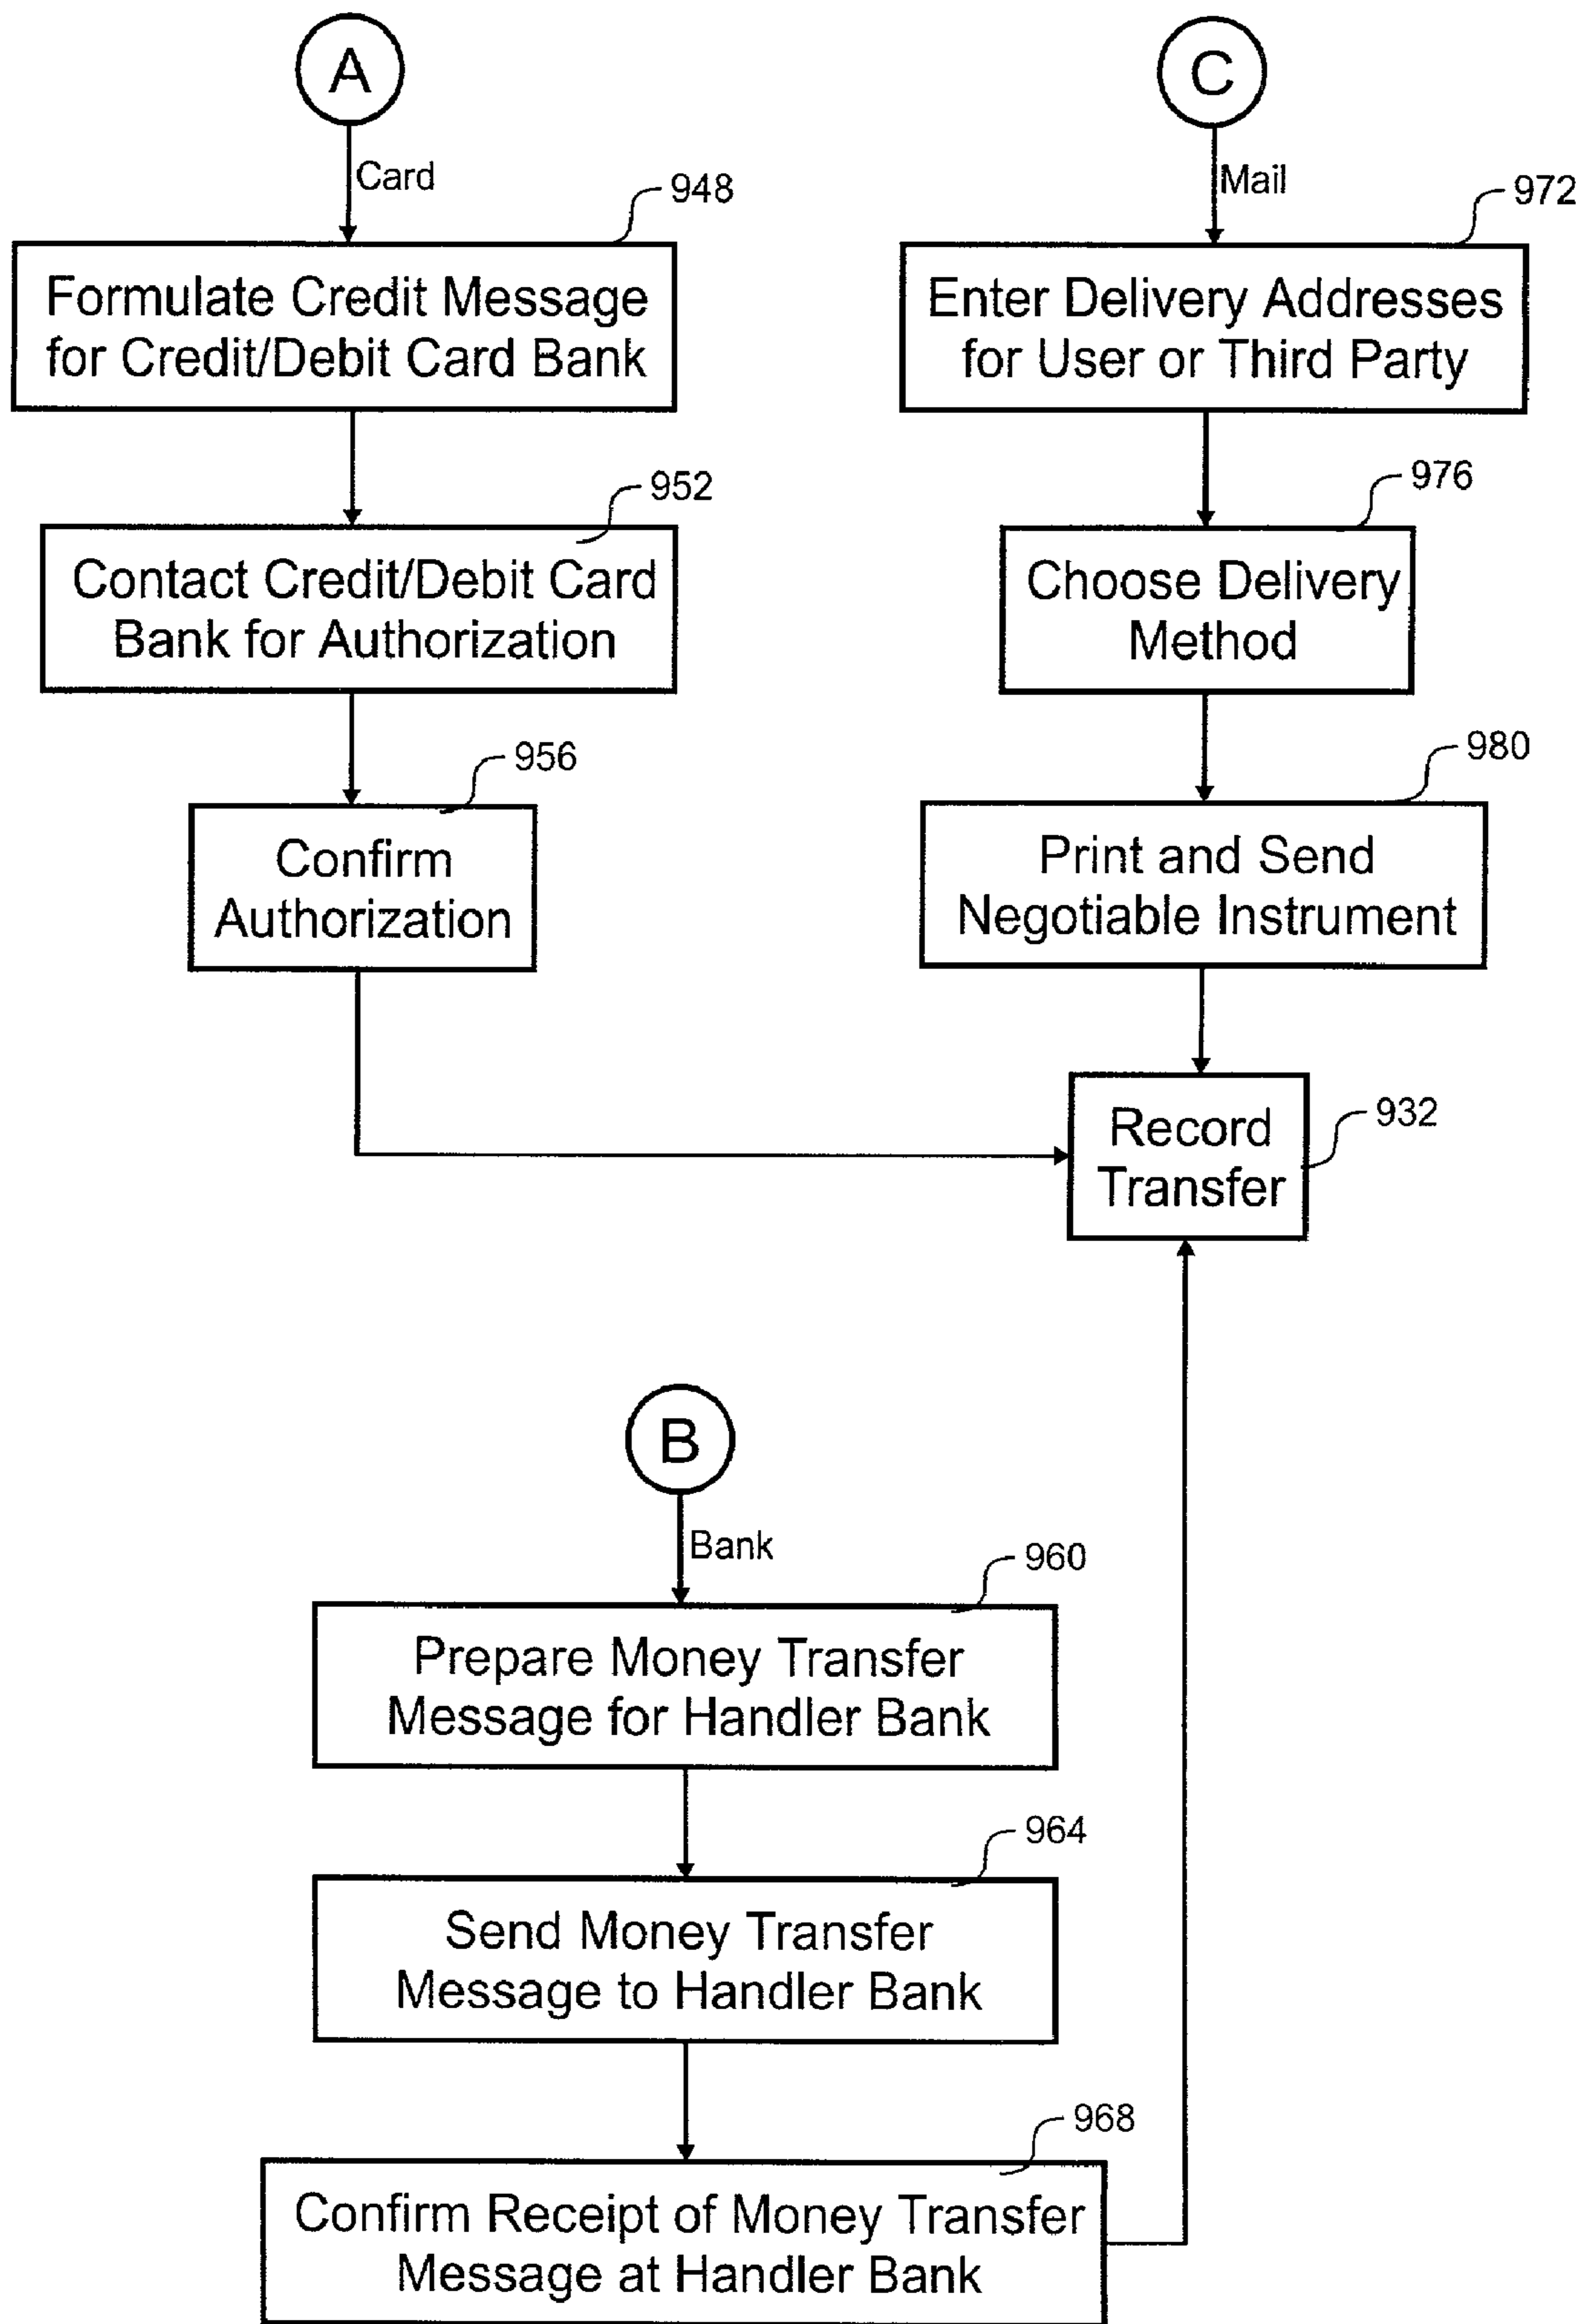 A
Card
948
Formulate Credit Message
for Credit/Debit Card Bank
952
Contact Credit/Debit Card
Bank for Authorization
956
Confirm
Authorization
C
Mail
972
Enter Delivery Addresses
for User or Third Party
976
Choose Delivery
Method
980
Print and Send
Negotiable Instrument
Record
Transfer
932
B
Bank
960
Prepare Money Transfer
Message for Handler Bank
964
Send Money Transfer
Message to Handler Bank
968
Confirm Receipt of Money Transfer
Message at Handler Bank